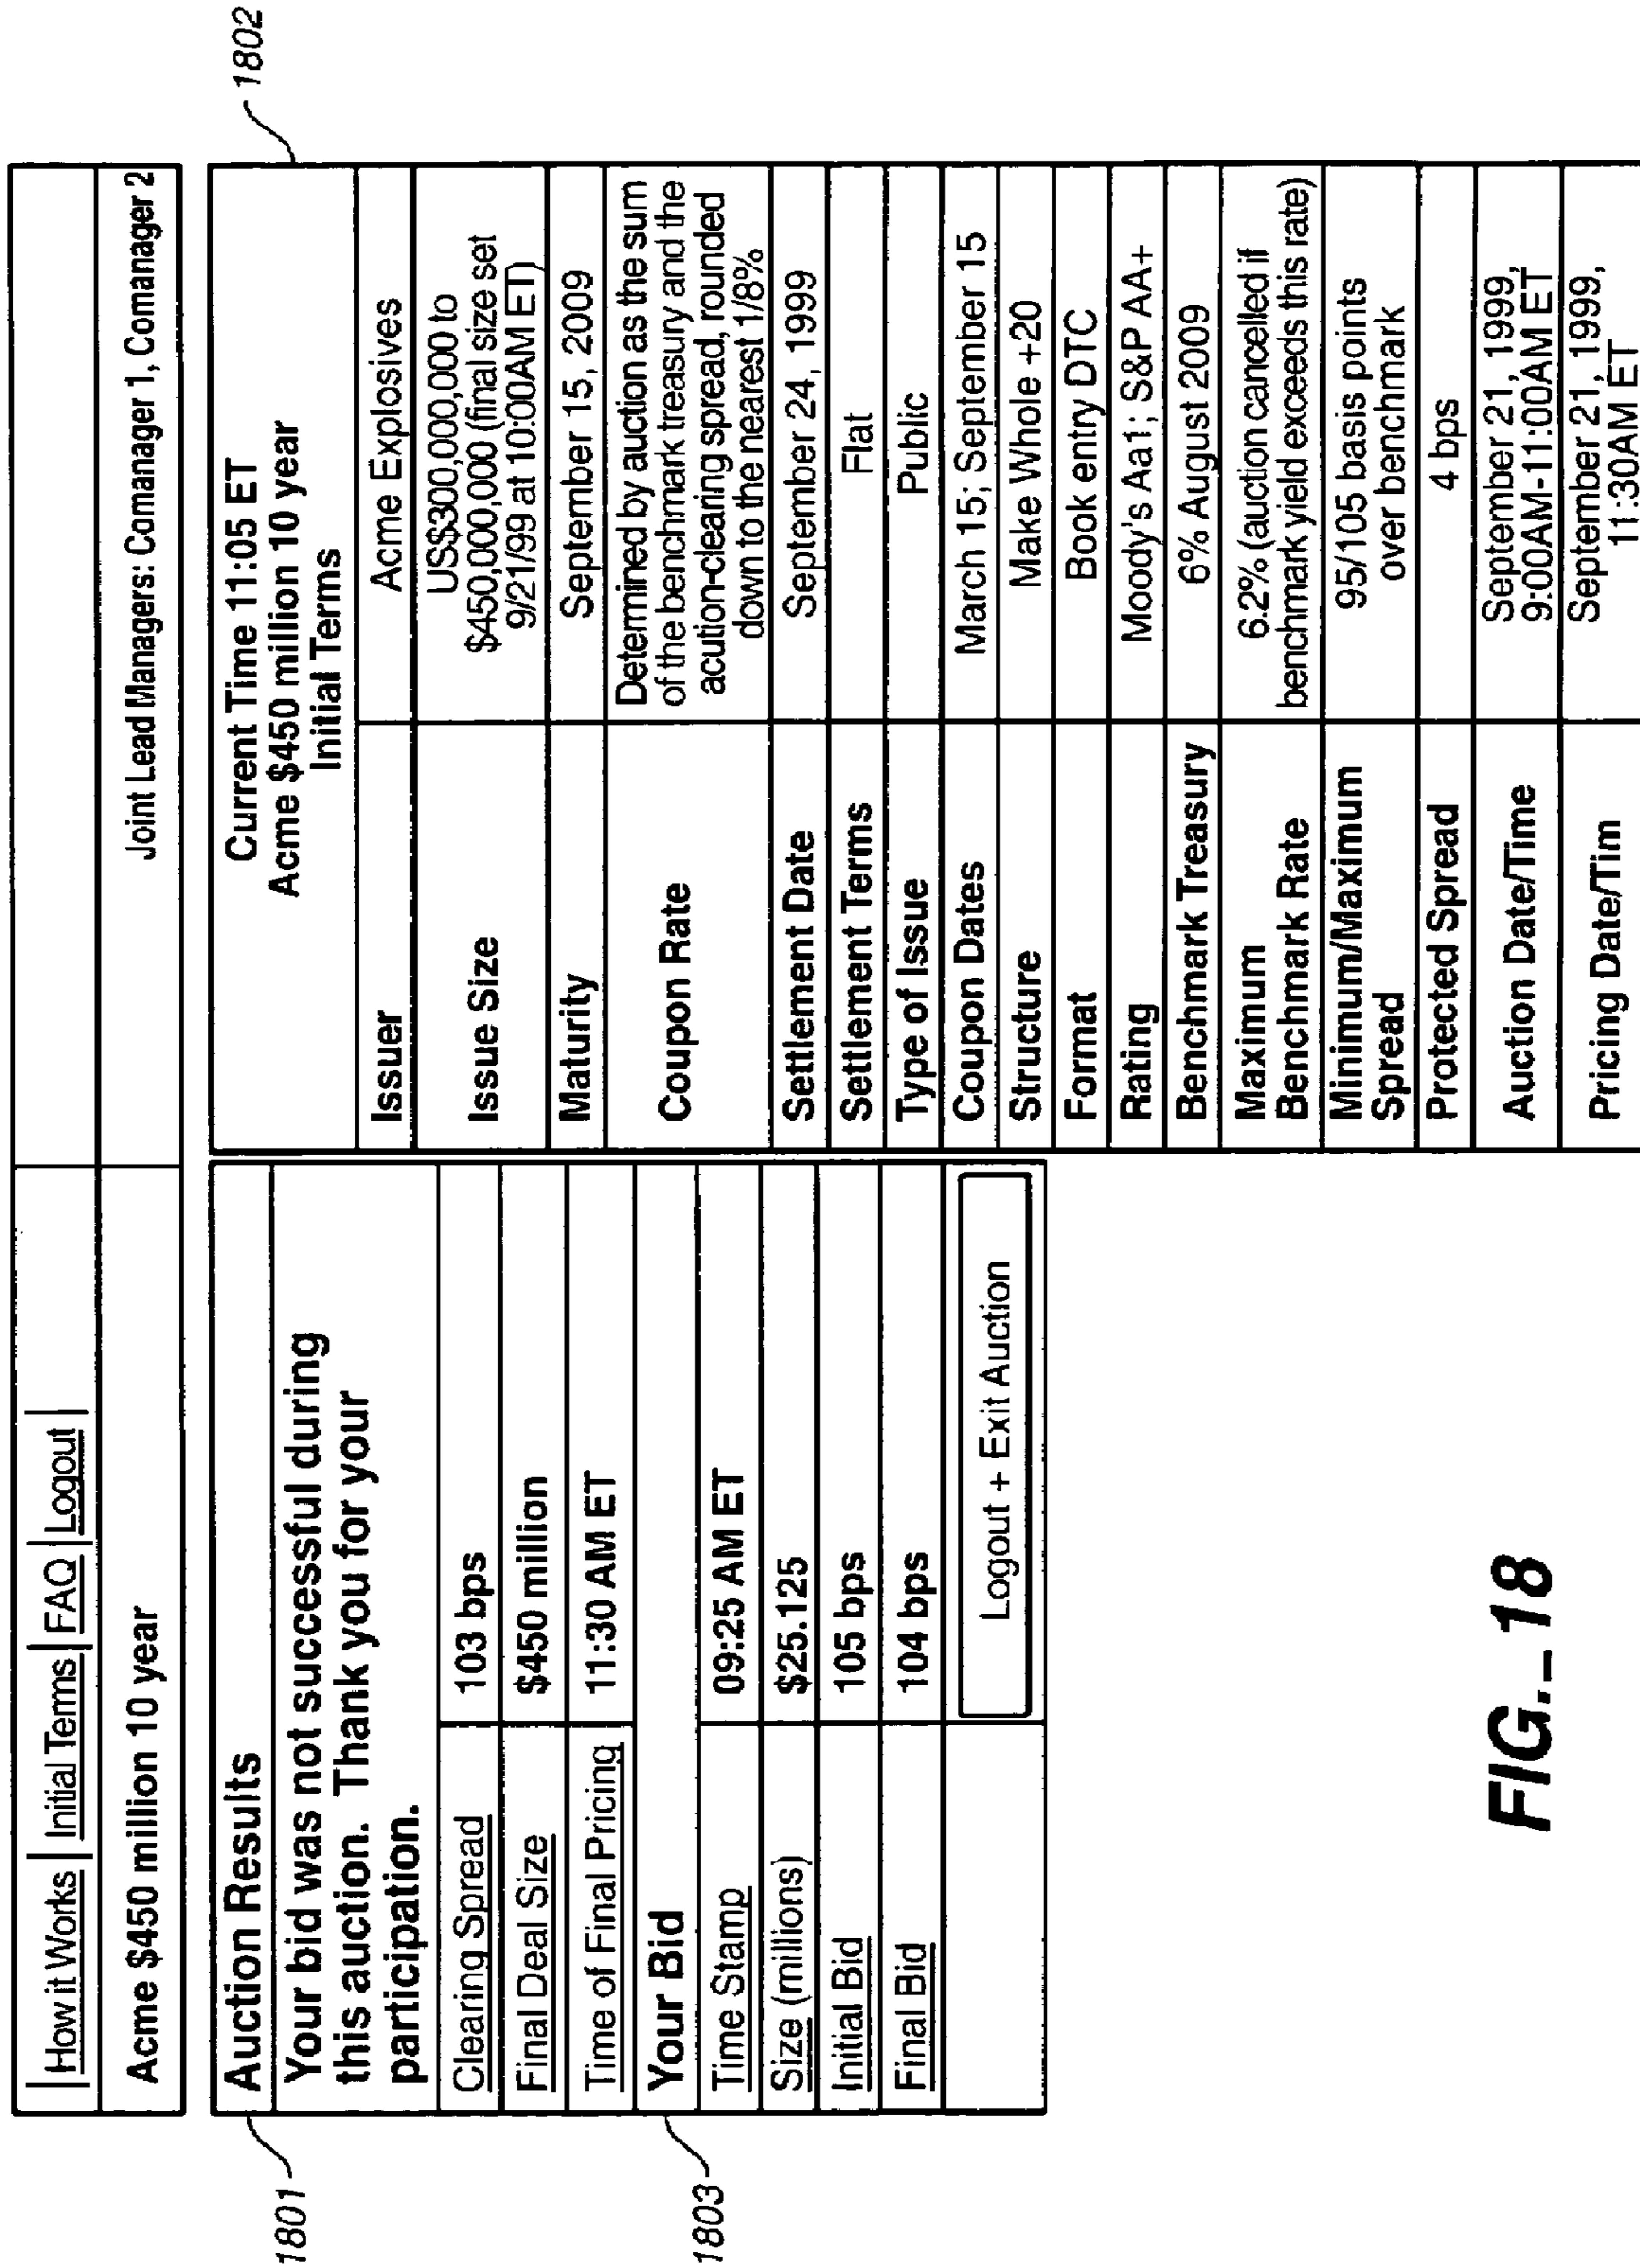 | How it Works | Initial Terms | FAQ | Logout |
Acme $450 million 10 year
Joint Lead Managers: Comanager 1, Comanager 2
1801
Auction Results
Your bid was not successful during
this auction. Thank you for your
participation.
Clearing Spread 103 bps
Final Deal Size $450 million
Time of Final Pricing 11:30 AM ET
1803
Your Bid
Time Stamp 09:25 AM ET
Size (millions) $25.125
Initial Bid 105 bps
Final Bid 104 bps
Logout + Exit Auction
1802
Current Time 11:05 ET
Acme $450 million 10 year
Initial Terms
Issuer Acme Explosives
Issue Size US$300,000,000 to
$450,000,000 (final size set
9/21/99 at 10:00AM ET)
Maturity September 15, 2009
Coupon Rate Determined by auction as the sum
of the benchmark treasury and the
acution-clearing spread, rounded
down to the nearest 1/8%
Settlement Date September 24, 1999
Settlement Terms Flat
Type of Issue Public
Coupon Dates March 15; September 15
Structure Make Whole +20
Format Book entry DTC
Rating Moody's Aa1; S&P AA+
Benchmark Treasury 6% August 2009
Maximum 6.2% (auction cancelled if
Benchmark Rate benchmark yield exceeds this rate)
Minimum/Maximum 95/105 basis points
Spread over benchmark
Protected Spread 4 bps
Auction Date/Time September 21, 1999,
9:00AM-11:00AM ET
Pricing Date/Tim September 21, 1999,
11:30AM ET
FIG._18